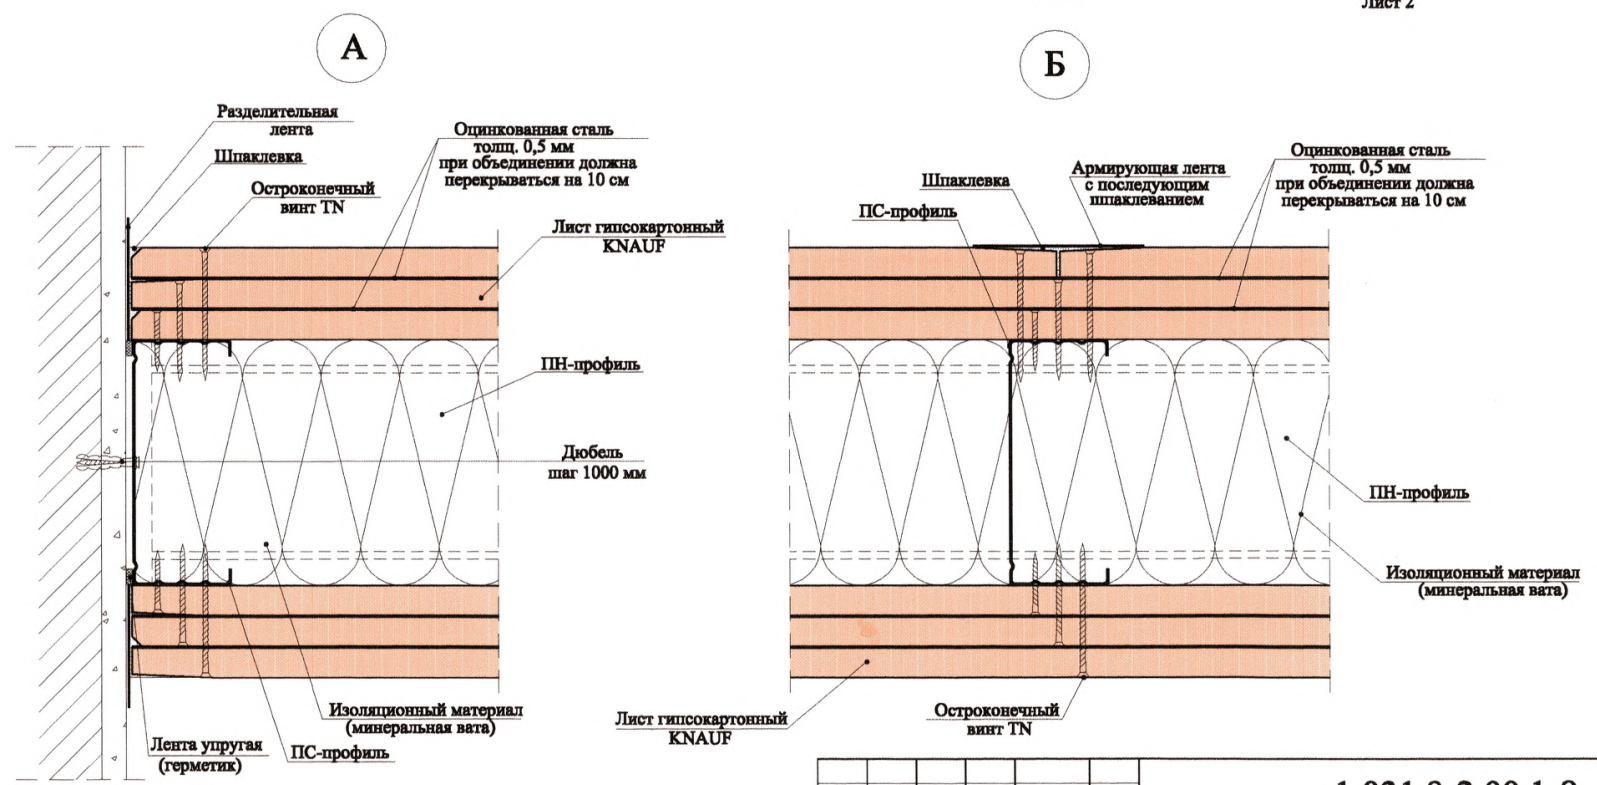 Лист 2
А
Разделительная
лента
Шпаклевка
Остроконечный
винт TN
Оцинкованная сталь
толщ. 0,5 мм
при объединении должна
перекрываться на 10 см
Лист гипсокартонный
KNAUF
ПН-профиль
Дюбель
шаг 1000 мм
Изоляционный материал
(минеральная вата)
Лента упругая
(герметик)
ПС-профиль
Б
Шпаклевка
ПС-профиль
Армирующая лента
с последующим
шпаклеванием
Оцинкованная сталь
толщ. 0,5 мм
при объединении должна
перекрываться на 10 см
ПН-профиль
Изоляционный материал
(минеральная вата)
Лист гипсокартонный
KNAUF
Остроконечный
винт TN